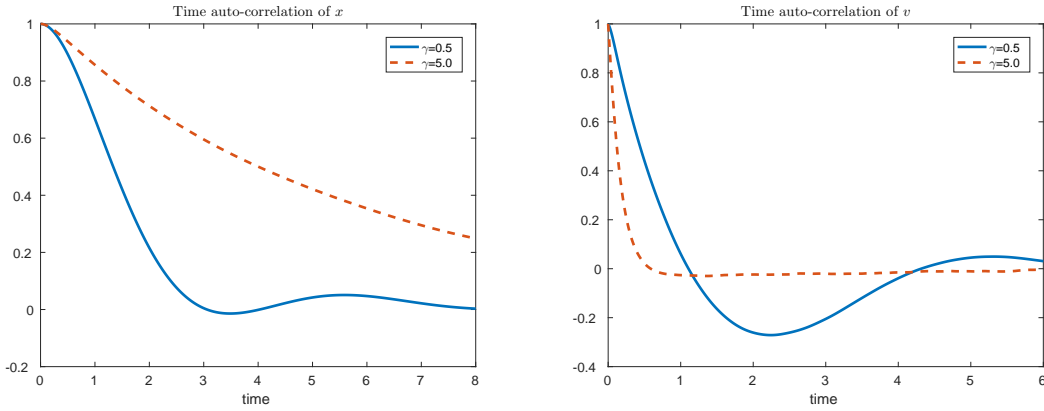 Time auto-correlation of x
1
0.8
0.6
0.4
0.2
0
-0.2
0 1 2 3 4 5 6 7 8
time
γ=0.5
γ=5.0
Time auto-correlation of v
1
0.8
0.6
0.4
0.2
0
-0.2
-0.4
0 1 2 3 4 5 6
time
γ=0.5
γ=5.0